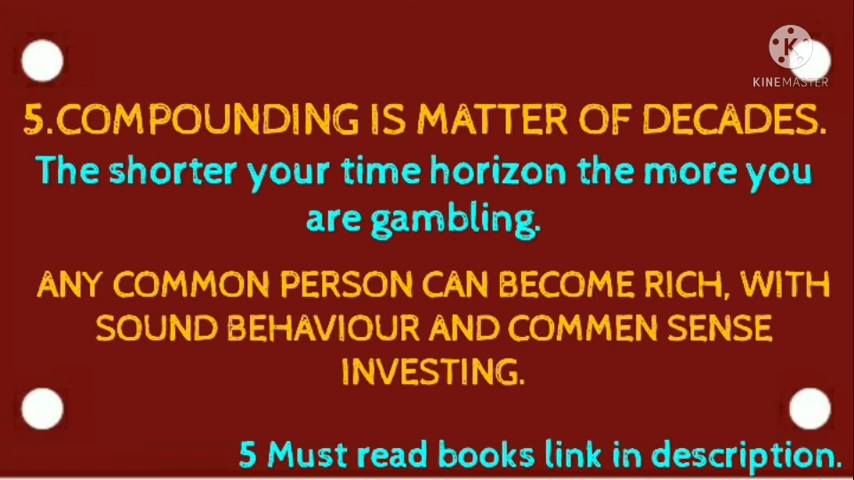 KINEMASTER
5.COMPOUNDING IS MATTER OF DECADES.
The shorter your time horizon the more you
are gambling.
ANY COMMON PERSON CAN BECOME RICH, WITH
SOUND BEHAVIOUR AND COMMEN SENSE
INVESTING.
5 Must read books link in description.